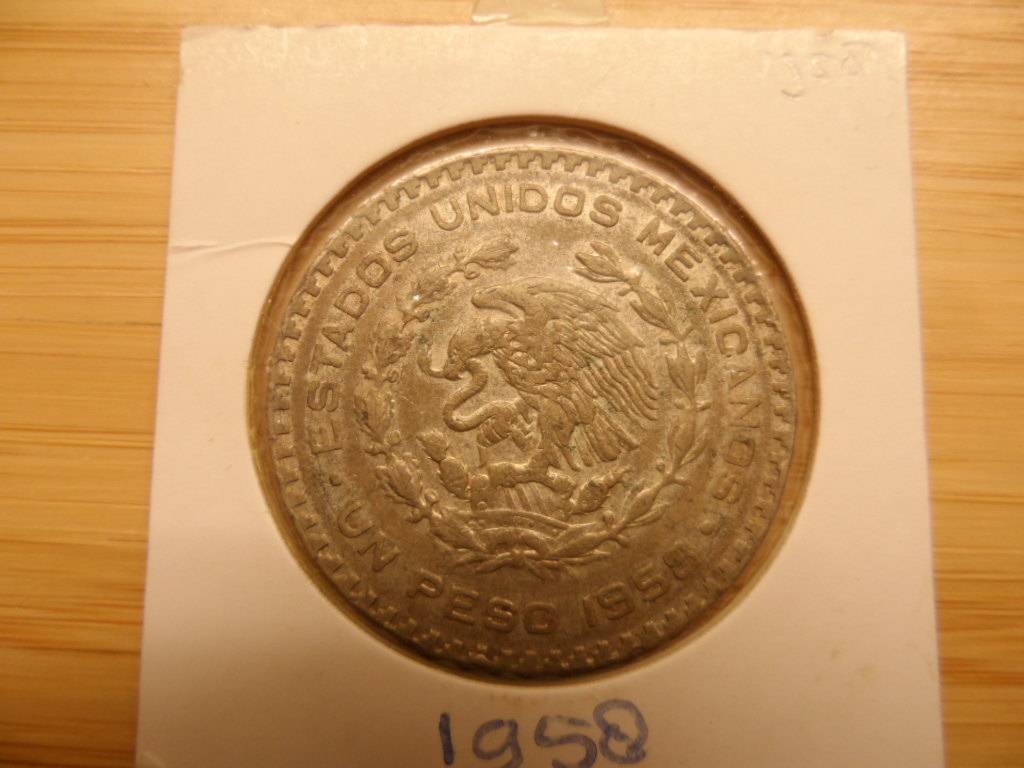 ESTADOS UNIDOS MEXICANOS.
UN PESO 1958
1958